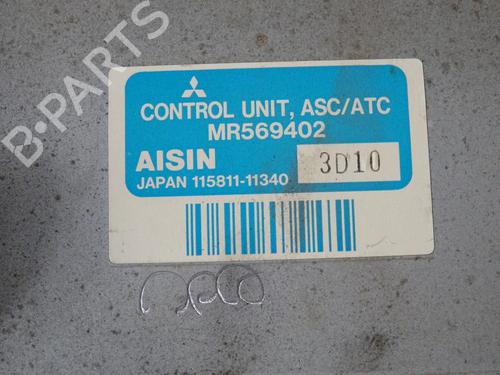 B-PARTS
CONTROL UNIT, ASC/ATC
MR569402
AISIN 3D10
JAPAN 115811-11340